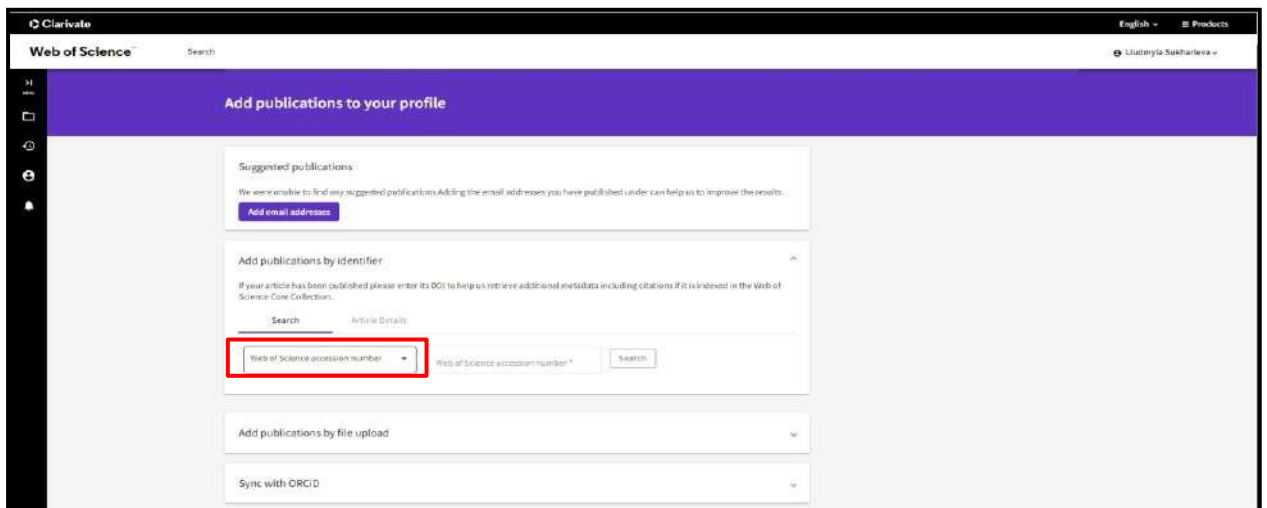 Clarivate
English
Products
Web of Science™
Search
Liudmyla Sukharieva
MENU
Add publications to your profile
Suggested publications
We were unable to find any suggested publications.Adding the email addresses you have published under can help us to improve the results.
Add email addresses
Add publications by identifier
If your article has been published please enter its DOI to help us retrieve additional metadata including citations if it is indexed in the Web of
Science Core Collection.
Search
Article Details
Web of Science accession number
Web of Science accession number *
Search
Add publications by file upload
Sync with ORCiD